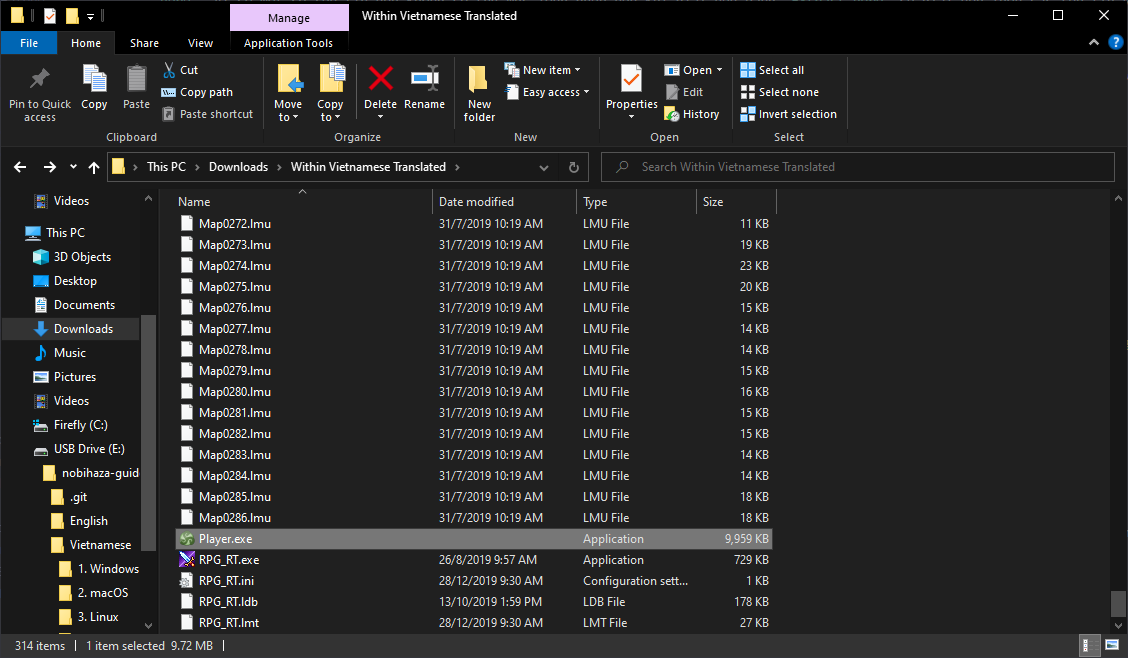 Manage
Within Vietnamese Translated
File
Home
Share
View
Application Tools
Pin to Quick access
Copy
Paste
Cut
Copy path
Paste shortcut
Clipboard
Move to
Copy to
Delete
Rename
Organize
New folder
New item
Easy access
New
Properties
Open
Edit
History
Open
Select all
Select none
Invert selection
Select
This PC > Downloads > Within Vietnamese Translated >
Search Within Vietnamese Translated
Videos
This PC
3D Objects
Desktop
Documents
Downloads
Music
Pictures
Videos
Firefly (C:)
USB Drive (E:)
nobihaza-guid
.git
English
Vietnamese
1. Windows
2. macOS
3. Linux
Name Date modified Type Size
Map0272.lmu 31/7/2019 10:19 AM LMU File 11 KB
Map0273.lmu 31/7/2019 10:19 AM LMU File 19 KB
Map0274.lmu 31/7/2019 10:19 AM LMU File 23 KB
Map0275.lmu 31/7/2019 10:19 AM LMU File 20 KB
Map0276.lmu 31/7/2019 10:19 AM LMU File 15 KB
Map0277.lmu 31/7/2019 10:19 AM LMU File 14 KB
Map0278.lmu 31/7/2019 10:19 AM LMU File 14 KB
Map0279.lmu 31/7/2019 10:19 AM LMU File 15 KB
Map0280.lmu 31/7/2019 10:19 AM LMU File 16 KB
Map0281.lmu 31/7/2019 10:19 AM LMU File 15 KB
Map0282.lmu 31/7/2019 10:19 AM LMU File 15 KB
Map0283.lmu 31/7/2019 10:19 AM LMU File 14 KB
Map0284.lmu 31/7/2019 10:19 AM LMU File 14 KB
Map0285.lmu 31/7/2019 10:19 AM LMU File 18 KB
Map0286.lmu 31/7/2019 10:19 AM LMU File 18 KB
Player.exe Application 9,959 KB
RPG_RT.exe 26/8/2019 9:57 AM Application 729 KB
RPG_RT.ini 28/12/2019 9:30 AM Configuration sett... 1 KB
RPG_RT.ldb 13/10/2019 1:59 PM LDB File 178 KB
RPG_RT.lmt 28/12/2019 9:30 AM LMT File 27 KB
314 items
1 item selected 9.72 MB